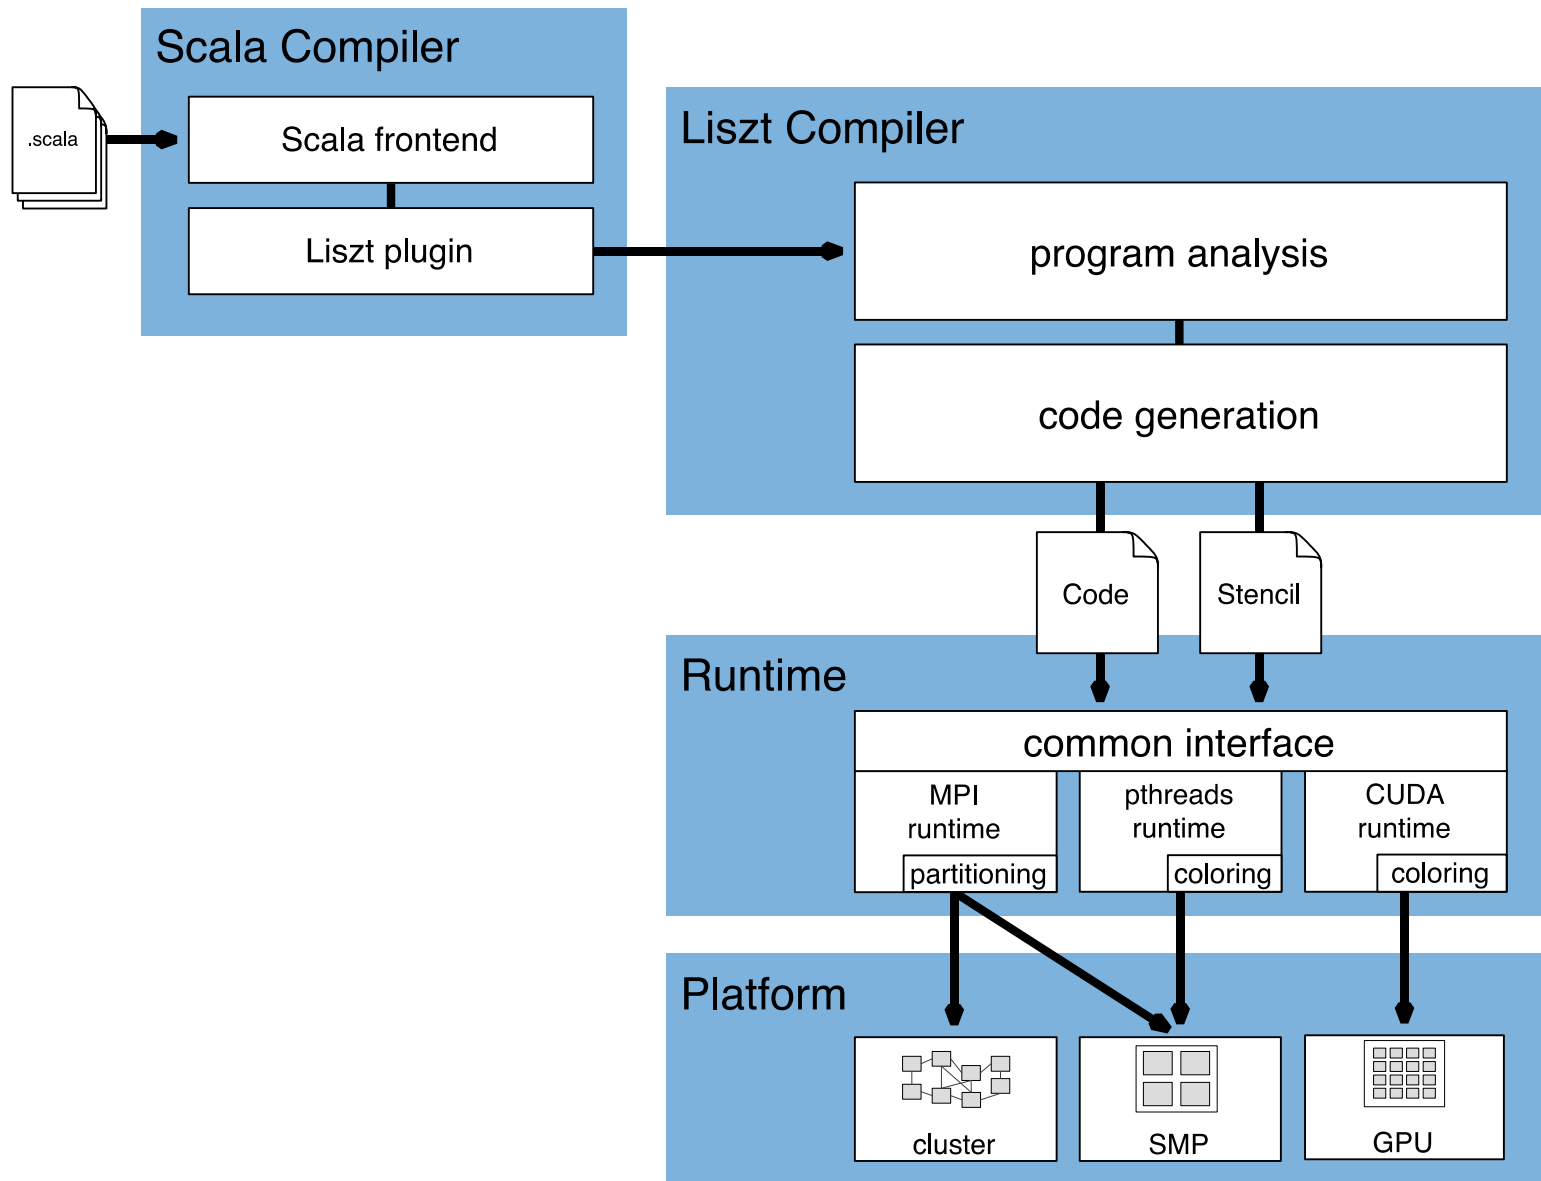 Scala Compiler
.scala
Scala frontend
Liszt plugin
Liszt Compiler
program analysis
code generation
Code
Stencil
Runtime
common interface
MPI
runtime
partitioning
pthreads
runtime
coloring
CUDA
runtime
coloring
Platform
cluster
SMP
GPU